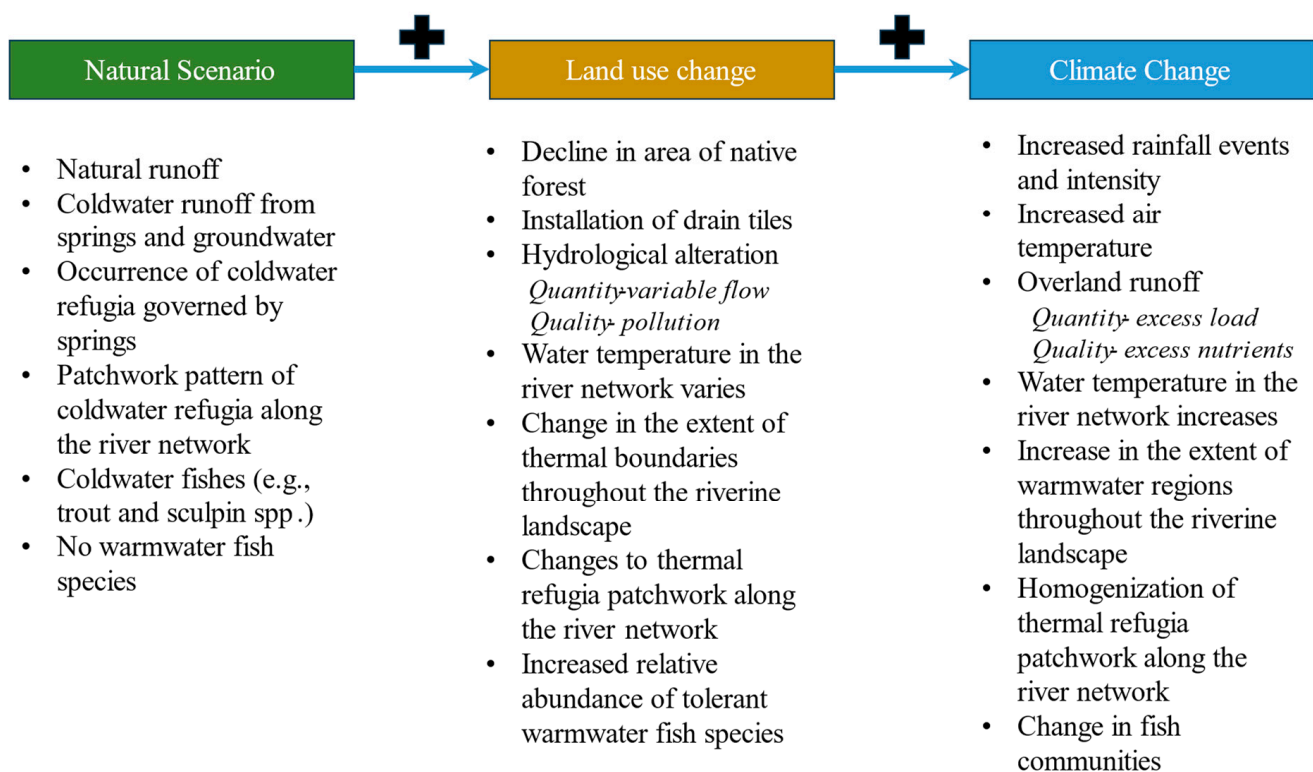 Natural Scenario
Land use change
Climate Change
• Natural runoff
• Coldwater runoff from
springs and groundwater
• Occurrence of coldwater
refugia governed by
springs
• Patchwork pattern of
coldwater refugia along
the river network
• Coldwater fishes (e.g.,
trout and sculpin spp.)
• No warmwater fish
species
• Decline in area of native
forest
• Installation of drain tiles
• Hydrological alteration
Quantity-variable flow
Quality- pollution
• Water temperature in the
river network varies
• Change in the extent of
thermal boundaries
throughout the riverine
landscape
• Changes to thermal
refugia patchwork along
the river network
• Increased relative
abundance of tolerant
warmwater fish species
• Increased rainfall events
and intensity
• Increased air
temperature
• Overland runoff
Quantity- excess load
Quality- excess nutrients
• Water temperature in the
river network increases
• Increase in the extent of
warmwater regions
throughout the riverine
landscape
• Homogenization of
thermal refugia
patchwork along the
river network
• Change in fish
communities